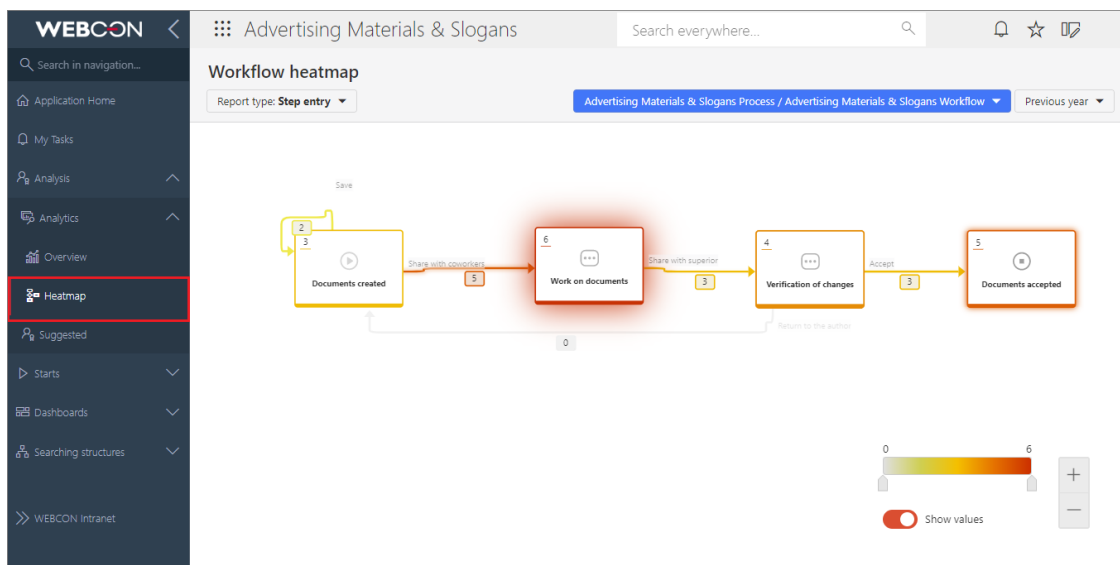 WEBCON
Advertising Materials & Slogans
Search everywhere...
Search in navigation...
Application Home
My Tasks
Analysis
Analytics
Overview
Heatmap
Suggested
Starts
Dashboards
Searching structures
WEBCON Intranet
Workflow heatmap
Report type: Step entry
Advertising Materials & Slogans Process / Advertising Materials & Slogans Workflow
Previous year
Save
2
3
Documents created
Share with coworkers
5
6
Work on documents
Share with superior
3
4
Verification of changes
Accept
3
5
Documents accepted
Return to the author
0
0 6
Show values